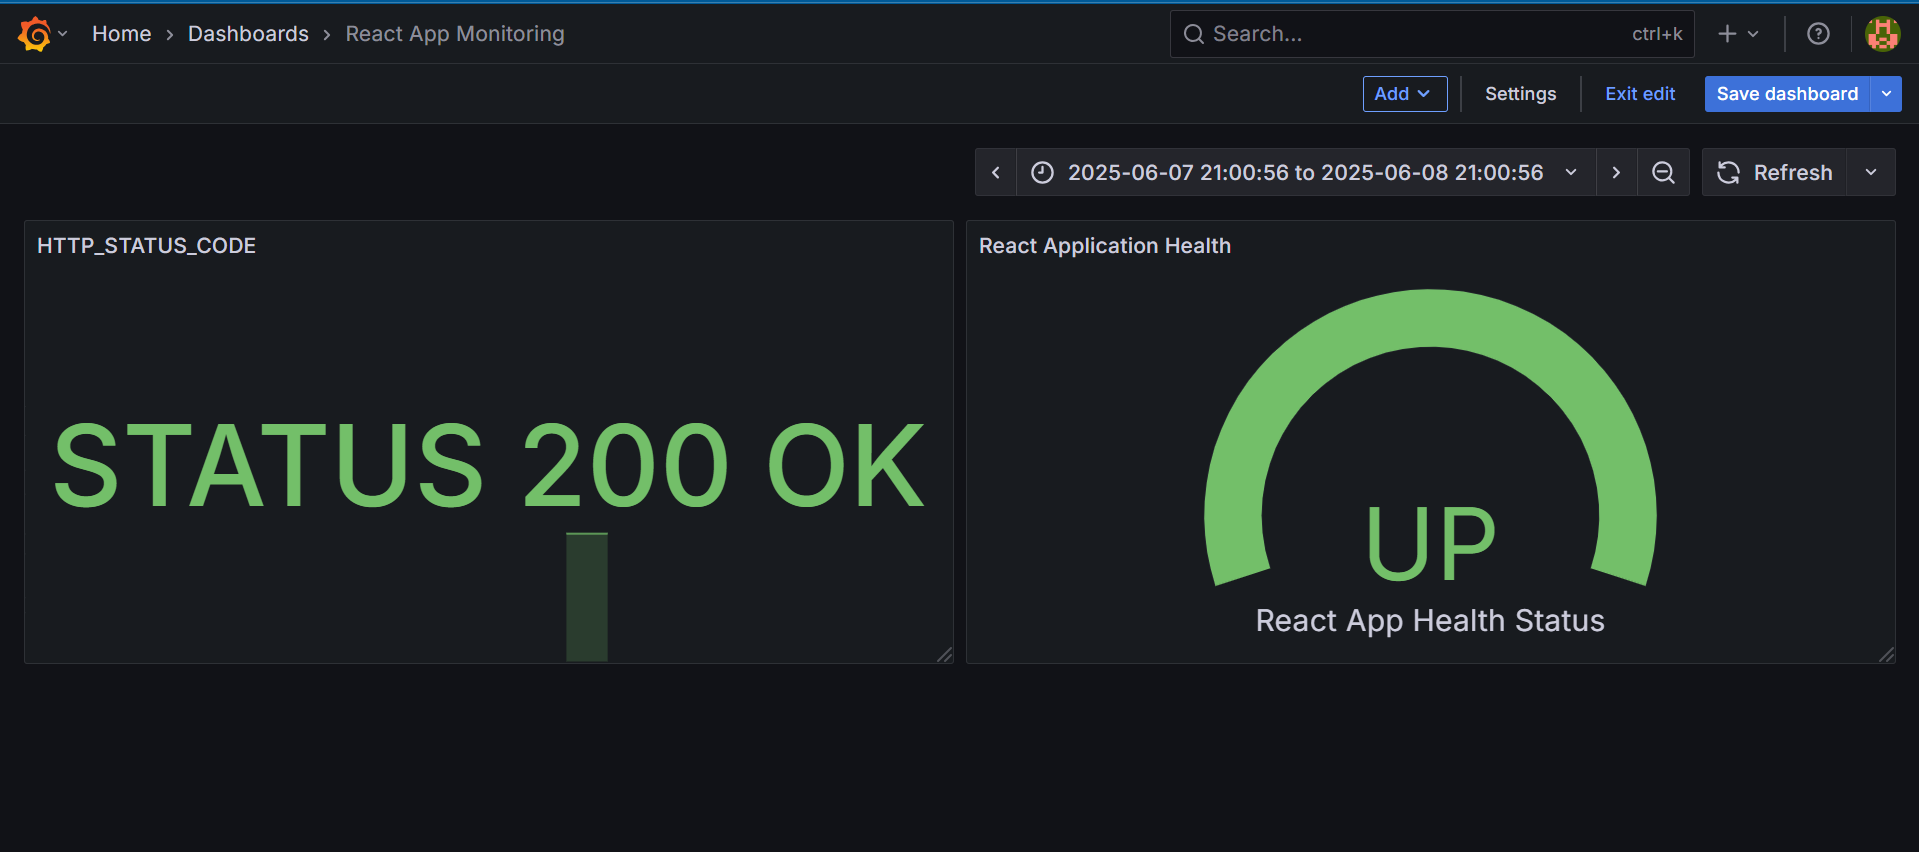 Home › Dashboards › React App Monitoring
Search... ctrl+k
Add Settings Exit edit Save dashboard
2025-06-07 21:00:56 to 2025-06-08 21:00:56 Refresh
HTTP_STATUS_CODE
STATUS 200 OK
React Application Health
UP
React App Health Status